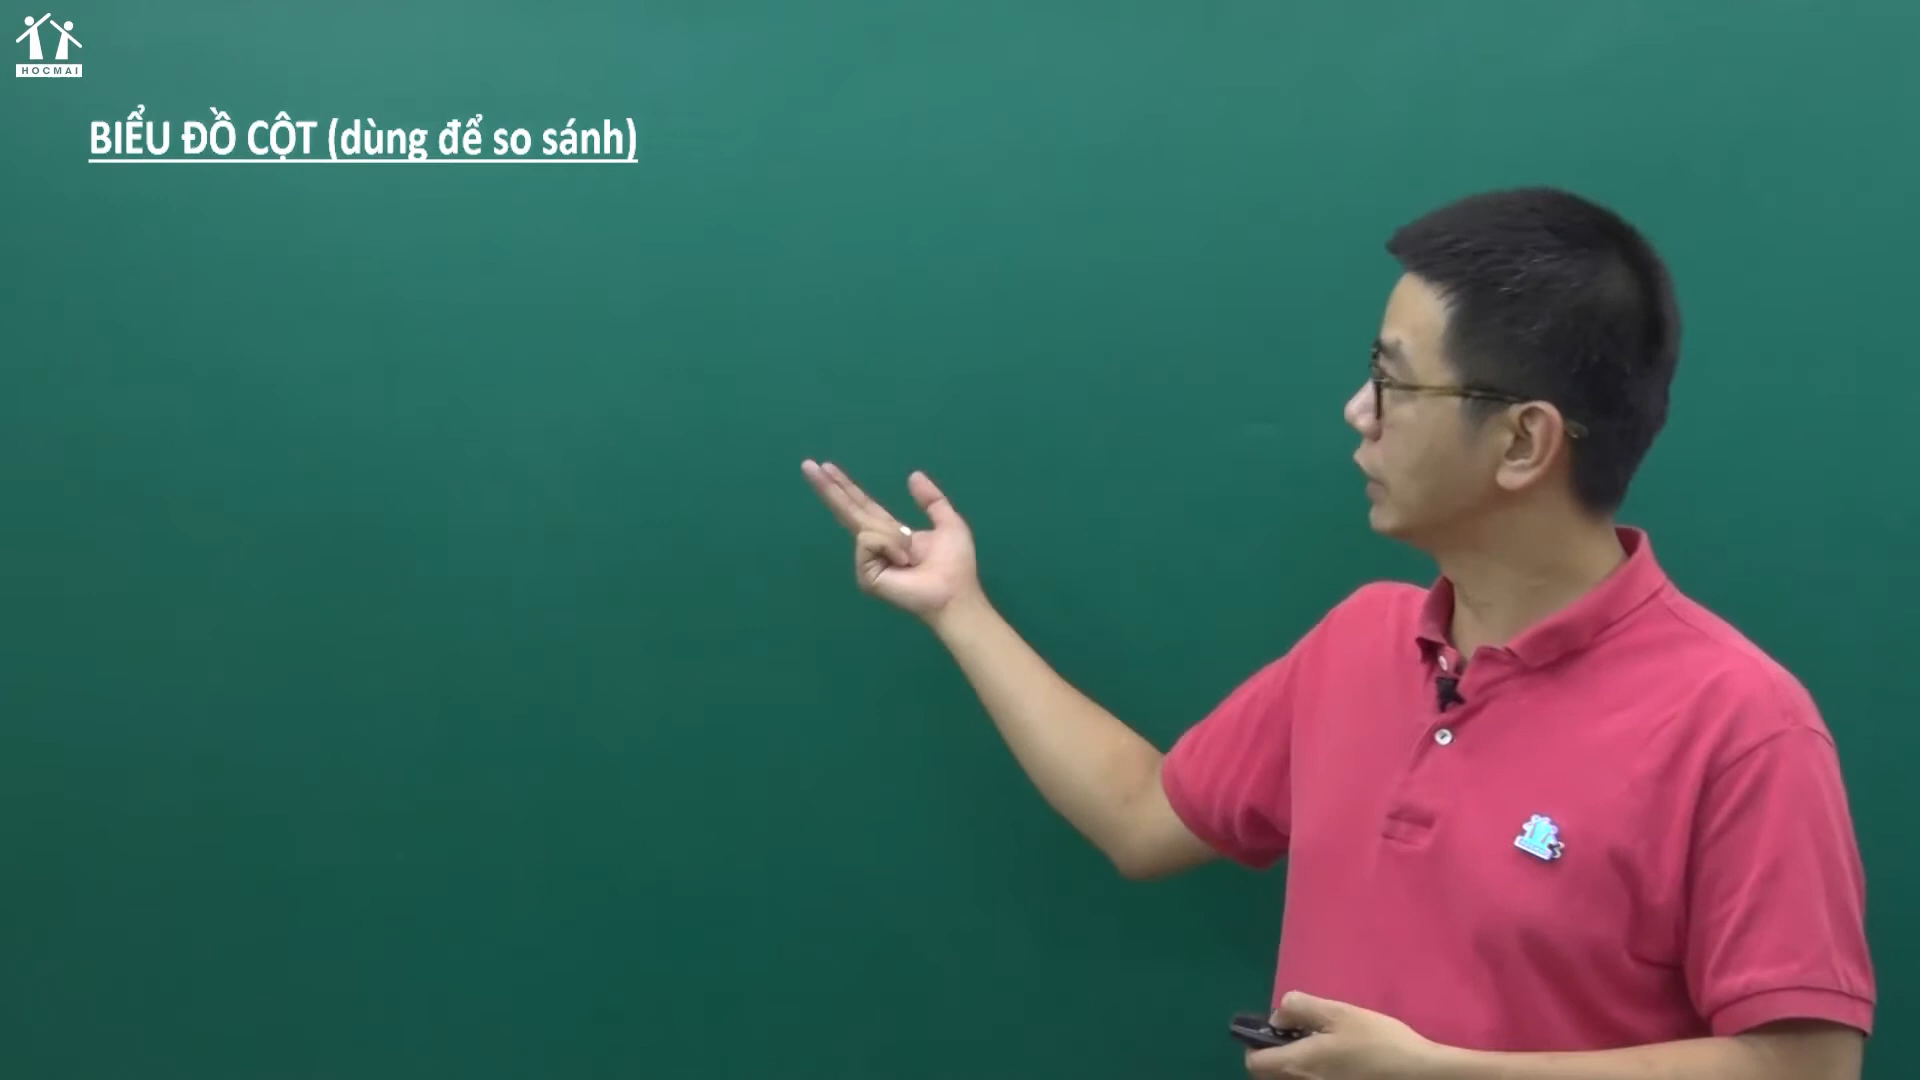 HOCMAI
BIỂU ĐỒ CỘT (dùng để so sánh)